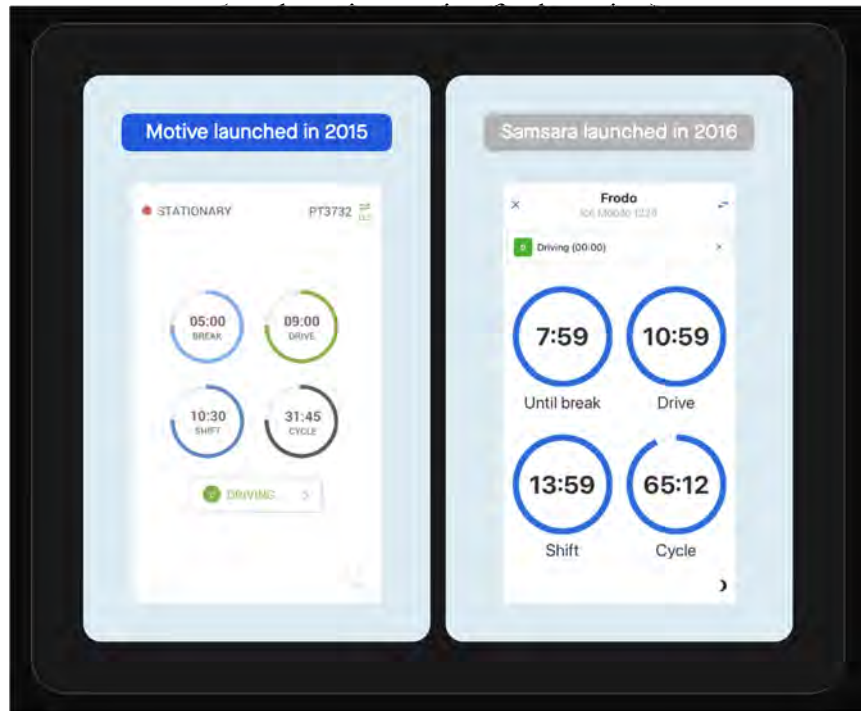 Motive launched in 2015
STATIONARY
PT3732
05:00
BREAK
09:00
DRIVE
10:30
SHIFT
31:45
CYCLE
DRIVING
Samsara launched in 2016
Frodo
Driving (00:00)
7:59
Until break
10:59
Drive
13:59
Shift
65:12
Cycle